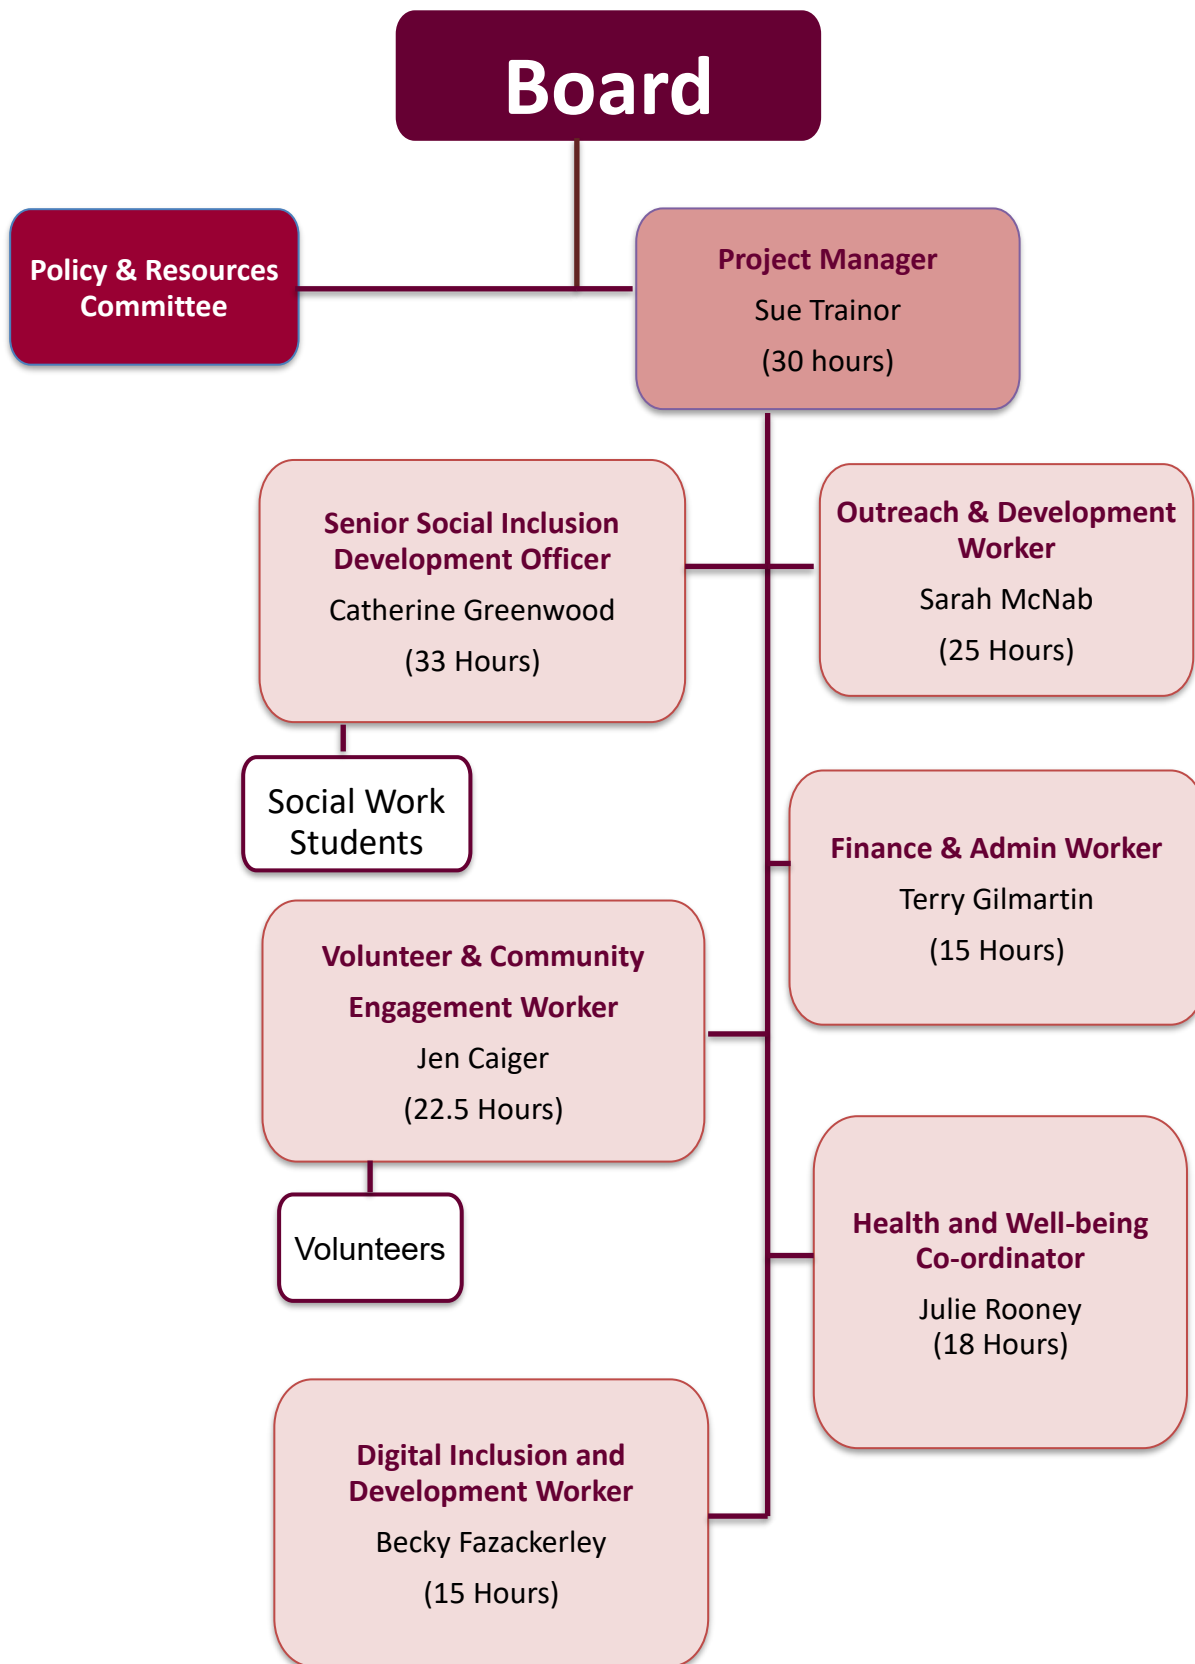 Board
Policy & Resources
Committee
Project Manager
Sue Trainor
(30 hours)
Senior Social Inclusion
Development Officer
Catherine Greenwood
(33 Hours)
Outreach & Development
Worker
Sarah McNab
(25 Hours)
Social Work
Students
Finance & Admin Worker
Terry Gilmartin
(15 Hours)
Volunteer & Community
Engagement Worker
Jen Caiger
(22.5 Hours)
Volunteers
Health and Well-being
Co-ordinator
Julie Rooney
(18 Hours)
Digital Inclusion and
Development Worker
Becky Fazackerley
(15 Hours)